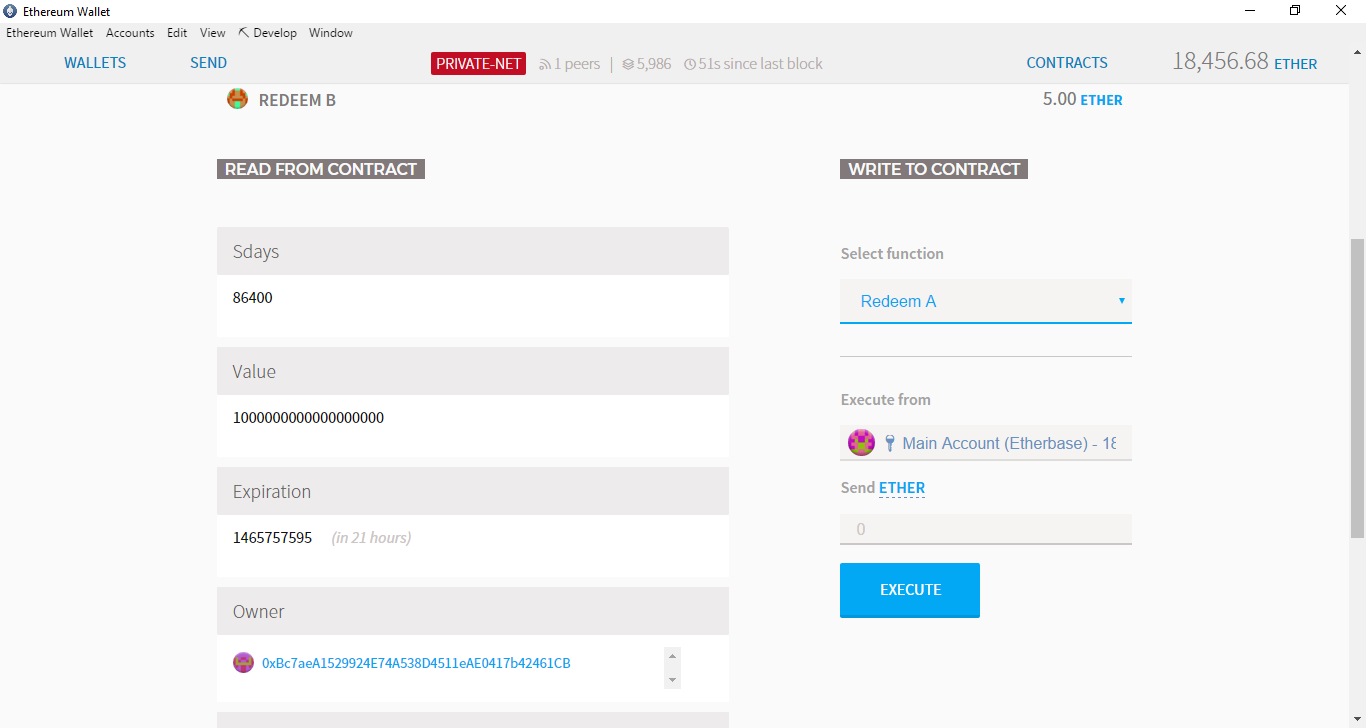 Ethereum Wallet
Ethereum Wallet Accounts Edit View Develop Window
WALLETS SEND PRIVATE-NET 1 peers | 5,986 51s since last block CONTRACTS 18,456.68 ETHER
REDEEM B 5.00 ETHER
READ FROM CONTRACT
Sdays
86400
Value
1000000000000000000
Expiration
1465757595 (in 21 hours)
Owner
0xBc7aeA1529924E74A538D4511eAE0417b42461CB
WRITE TO CONTRACT
Select function
Redeem A
Execute from
Main Account (Etherbase) - 18
Send ETHER
0
EXECUTE